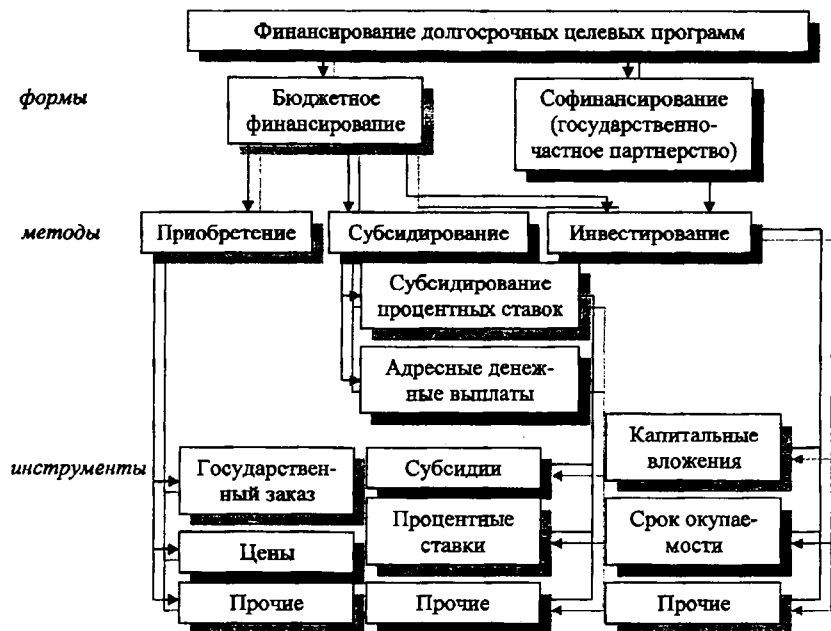 Финансирование долгосрочных целевых программ
формы
Бюджетное
финансирование
Софинансирование
(государственно-
частное партнерство)
методы
Приобретение
Субсидирование
Инвестирование
Субсидирование
процентных ставок
Адресные денеж-
ные выплаты
инструменты
Государствен-
ный заказ
Субсидии
Капитальные
вложения
Цены
Процентные
ставки
Срок окупае-
мости
Прочие
Прочие
Прочие